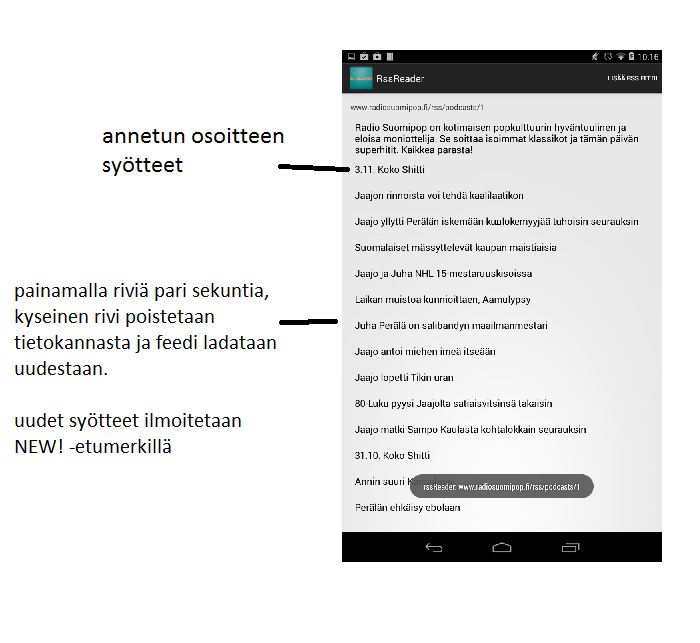 annetun osoitteen
syötteet
painamalla riviä pari sekuntia,
kyseinen rivi poistetaan
tietokannasta ja feedi ladataan
uudestaan.
uudet syötteet ilmoitetaan
NEW! -etumerkillä
10.16
RssReader
LISÄÄ RSS FEEDI
www.radiosuomipop.fi/rss/podcasts/1
Radio Suomipop on kotimaisen popkulttuurin hyväntuulinen ja
eloisa moniottelija. Se soittaa isoimmat klassikot ja tämän päivän
superhitit. Kaikkea parasta!
3.11. Koko Shitti
Jaajon rinnoista voi tehdä kaalilaatikon
Jaajo yllytti Perälän iskemään kuulokemyyjää tuhoisin seurauksin
Suomalaiset mässyttelevät kaupan maistiaisia
Jaajo ja Juha NHL 15-mestaruuskisoissa
Laikan muistoa kunnioittaen, Aamulypsy
Juha Perälä on salibandyn maailmanmestari
Jaajo antoi miehen imeä itseään
Jaajo lopetti Tikin uran
80-Luku pyysi Jaajolta satiaisvitsinsä takaisin
Jaajo matki Sampo Kaulasta kohtalokkain seurauksin
31.10. Koko Shitti
Annin suuri
rssReader: www.radiosuomipop.fi/rss/podcasts/1
Perälän ehkäisy ebolaan